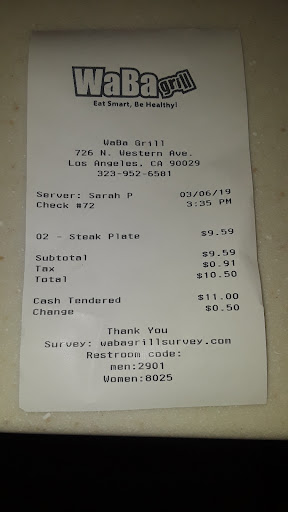 WaBa grill
Eat Smart, Be Healthy!
WaBa Grill
726 N. Western Ave.
Los Angeles, CA 90029
323-952-6581
Server: Sarah P 03/06/19
Check #72 3:35 PM
02 - Steak Plate $9.59
Subtotal $9.59
Tax $0.91
Total $10.50
Cash Tendered $11.00
Change $0.50
Thank You
Survey: wabagrillsurvey.com
Restroom code:
men:2901
Women:8025